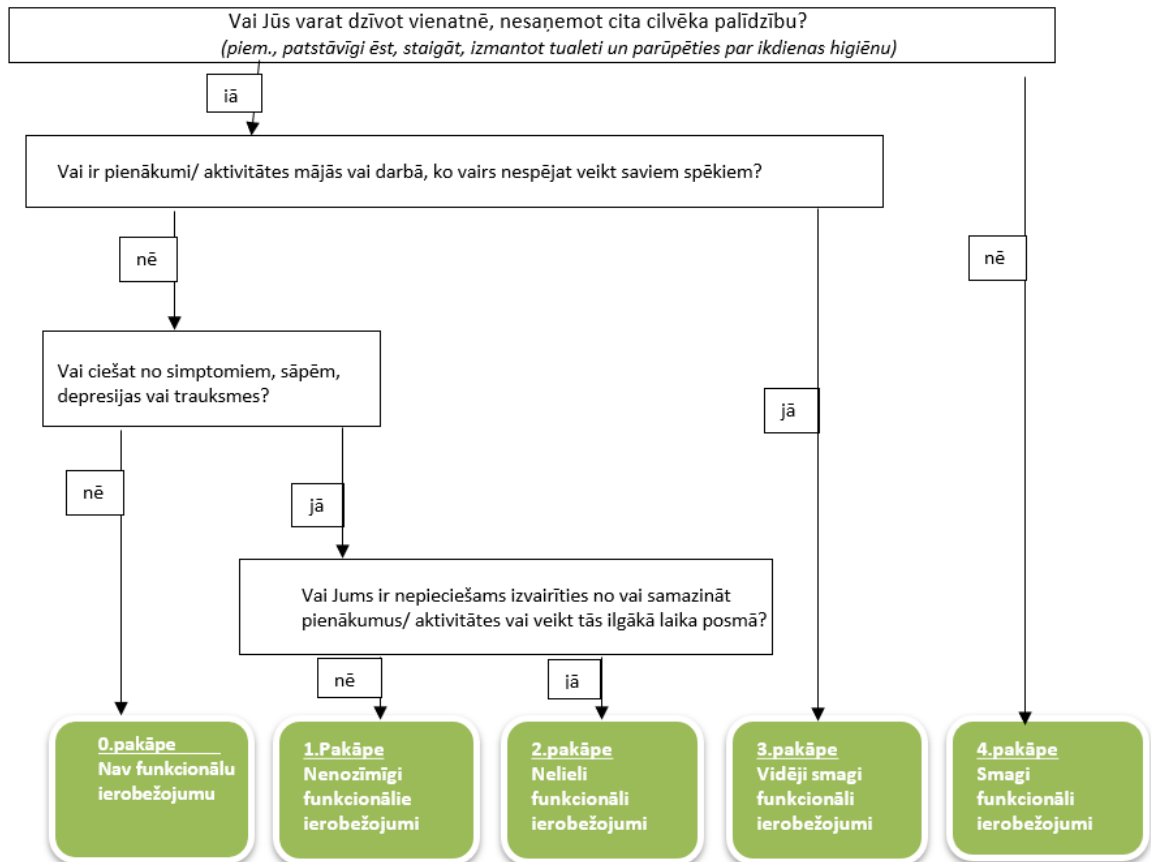 Vai Jūs varat dzīvot vienatnē, nesaņemot cita cilvēka palīdzību?
(piem., patstāvīgi ēst, staigāt, izmantot tualeti un parūpēties par ikdienas higiēnu)
jā
Vai ir pienākumi/ aktivitātes mājās vai darbā, ko vairs nespējat veikt saviem spēkiem?
nē
nē
Vai ciešat no simptomiem, sāpēm,
depresijas vai trauksmes?
jā
nē
jā
Vai Jums ir nepieciešams izvairīties no vai samazināt
pienākumus/ aktivitātes vai veikt tās ilgākā laika posmā?
nē
jā
0.pakāpe
Nav funkcionālu
ierobežojumu
1.Pakāpe
Nenozīmīgi
funkcionālie
ierobežojumi
2.pakāpe
Nelieli
funkcionāli
ierobežojumi
3.pakāpe
Vidēji smagi
funkcionāli
ierobežojumi
4.pakāpe
Smagi
funkcionāli
ierobežojumi